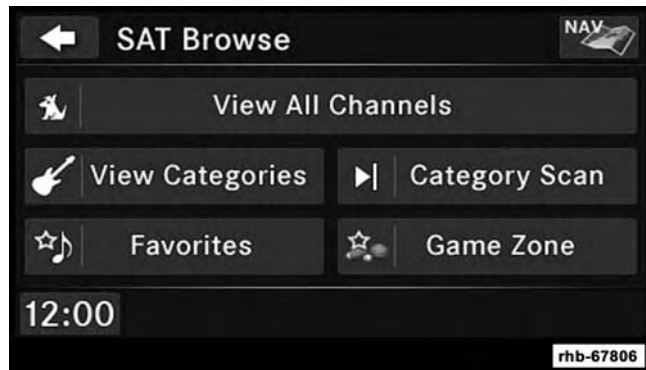 SAT Browse
NAV
View All Channels
View Categories
Category Scan
Favorites
Game Zone
12:00
rhb-67806